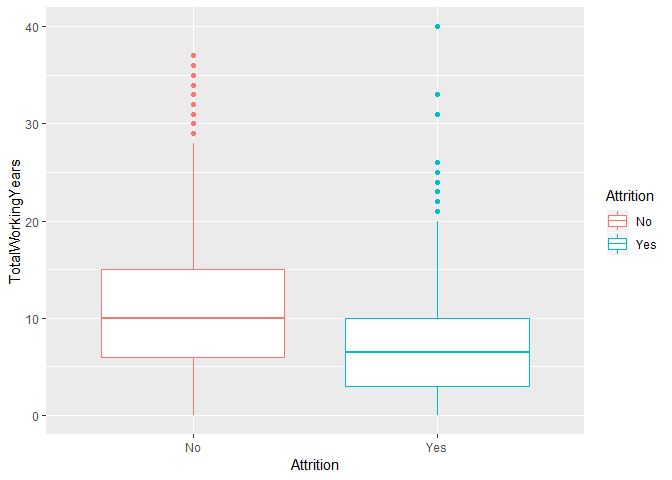 40
30
20
10
0
TotalWorkingYears
No
Yes
Attrition
Attrition
No
Yes